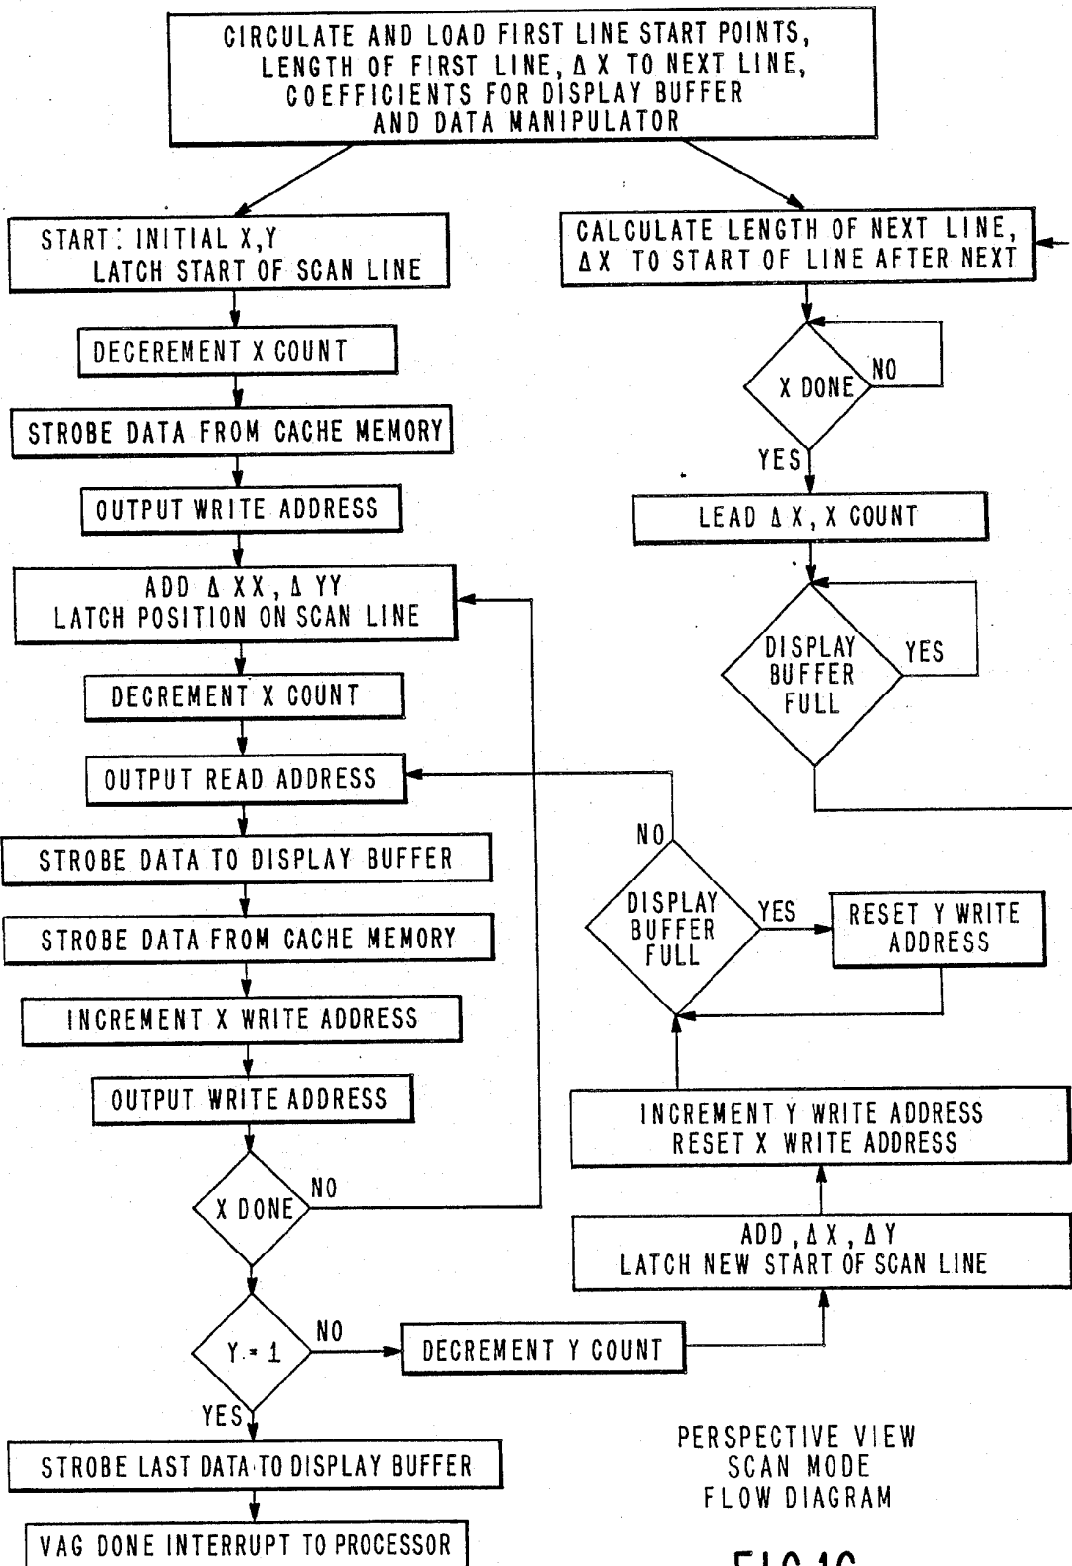 CIRCULATE AND LOAD FIRST LINE START POINTS,
LENGTH OF FIRST LINE, Δ X TO NEXT LINE,
COEFFICIENTS FOR DISPLAY BUFFER
AND DATA MANIPULATOR
START: INITIAL X,Y
LATCH START OF SCAN LINE
DECEREMENT X COUNT
STROBE DATA FROM CACHE MEMORY
OUTPUT WRITE ADDRESS
ADD Δ XX, Δ YY
LATCH POSITION ON SCAN LINE
DECREMENT X COUNT
OUTPUT READ ADDRESS
STROBE DATA TO DISPLAY BUFFER
STROBE DATA FROM CACHE MEMORY
INCREMENT X WRITE ADDRESS
OUTPUT WRITE ADDRESS
X DONE
NO
Y = 1
NO
YES
DECREMENT Y COUNT
STROBE LAST DATA TO DISPLAY BUFFER
VAG DONE INTERRUPT TO PROCESSOR
CALCULATE LENGTH OF NEXT LINE,
Δ X TO START OF LINE AFTER NEXT
X DONE
NO
YES
LEAD Δ X, X COUNT
DISPLAY
BUFFER
FULL
YES
NO
DISPLAY
BUFFER
FULL
YES
RESET Y WRITE
ADDRESS
INCREMENT Y WRITE ADDRESS
RESET X WRITE ADDRESS
ADD, Δ X, Δ Y
LATCH NEW START OF SCAN LINE
PERSPECTIVE VIEW
SCAN MODE
FLOW DIAGRAM